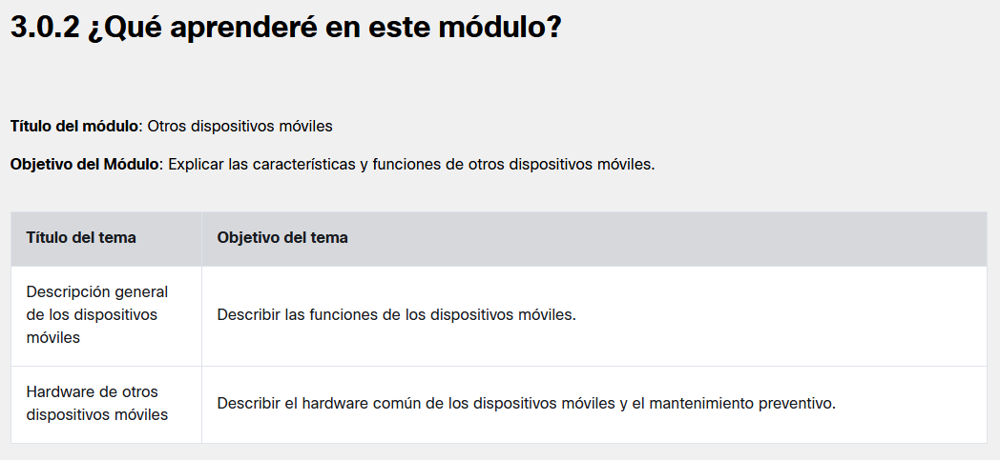 3.0.2 ¿Qué aprenderé en este módulo?
Título del módulo: Otros dispositivos móviles
Objetivo del Módulo: Explicar las características y funciones de otros dispositivos móviles.
Título del tema
Objetivo del tema
Descripción general
de los dispositivos
móviles
Describir las funciones de los dispositivos móviles.
Hardware de otros
dispositivos móviles
Describir el hardware común de los dispositivos móviles y el mantenimiento preventivo.